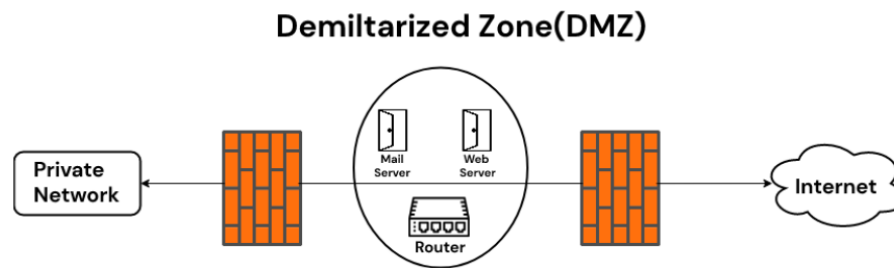 Demiltarized Zone(DMZ)
Private
Network
Mail
Server
Web
Server
Router
Internet